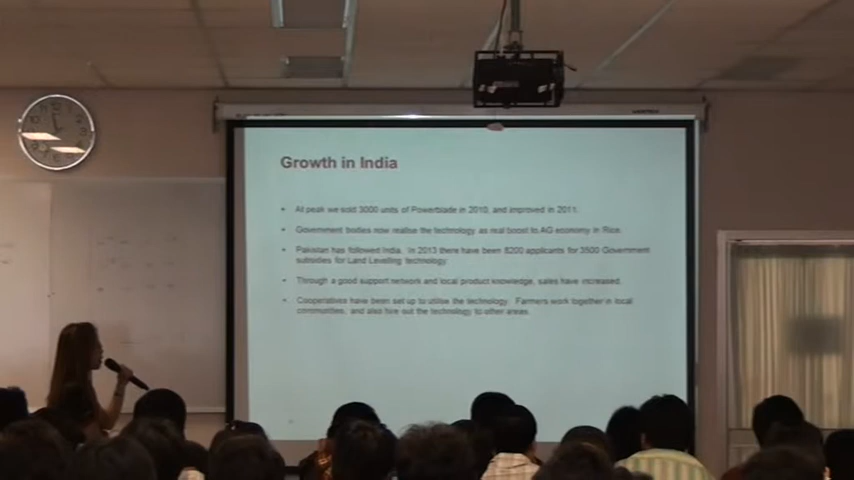 Growth in India
• At peak we sold 3000 units of Powerblade in 2010, and improved in 2011.
• Government bodies now realise the technology as real boost to AG economy in Rice.
• Pakistan has followed India. In 2013 there have been 8200 applicants for 3500 Government
subsidies for Land Leveling technology.
• Through a good support network and local product knowledge, sales have increased.
• Cooperatives have been set up to utilise the technology. Farmers work together in local
communities, and also hire out the technology to other areas.